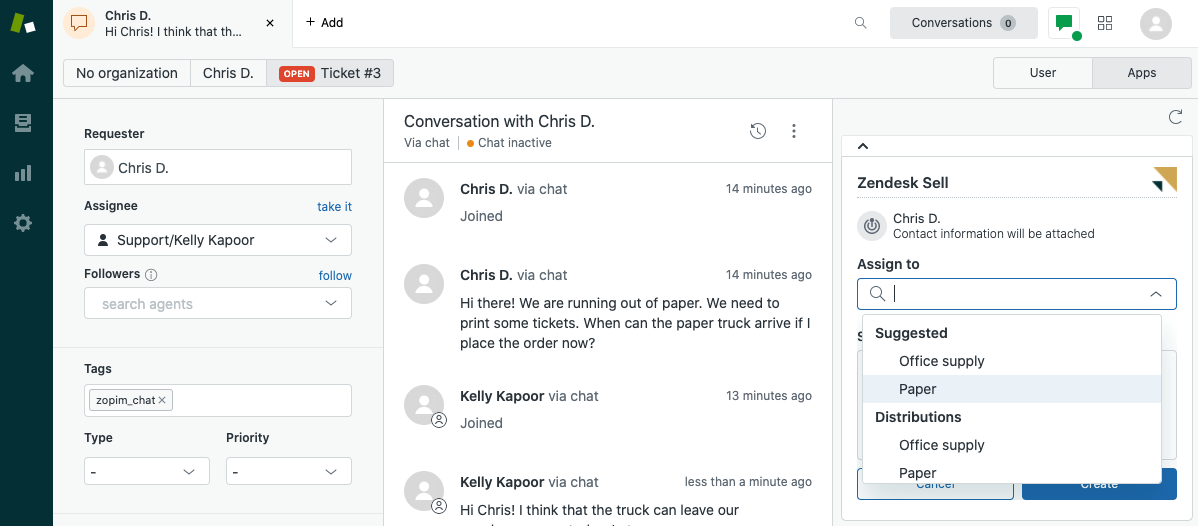 Chris D.
Hi Chris! I think that th...
+ Add
Conversations 0
No organization
Chris D.
OPEN Ticket #3
User
Apps
Requester
Chris D.
Assignee
take it
Support/Kelly Kapoor
Followers
follow
search agents
Tags
zopim_chat
Type
Priority
-
-
Conversation with Chris D.
Via chat
Chat inactive
Chris D. via chat
14 minutes ago
Joined
Chris D. via chat
14 minutes ago
Hi there! We are running out of paper. We need to
print some tickets. When can the paper truck arrive if I
place the order now?
Kelly Kapoor via chat
13 minutes ago
Joined
Kelly Kapoor via chat
less than a minute ago
Hi Chris! I think that the truck can leave our
Zendesk Sell
Chris D.
Contact information will be attached
Assign to
Suggested
Office supply
Paper
Distributions
Office supply
Paper
Cancel
Create